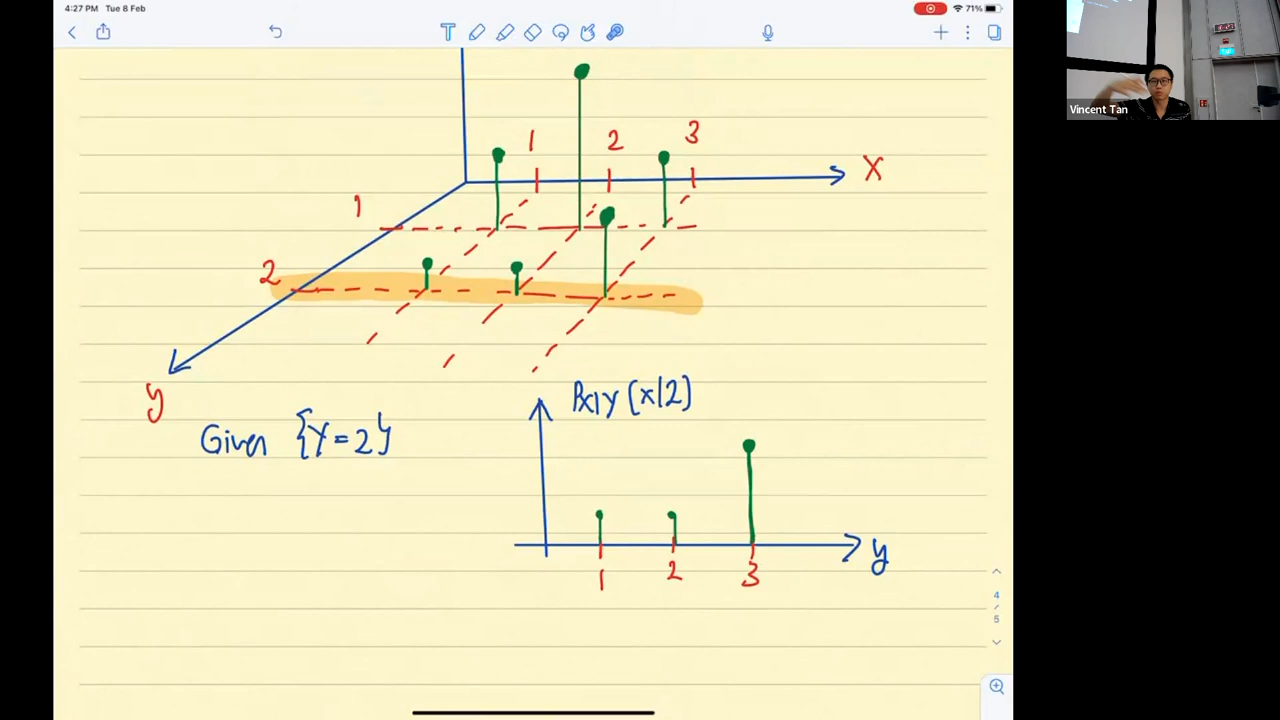 4:27 PM Tue 8 Feb
71%
T
Vincent Tan
1 2 3
x
1
2
y
Given {Y=2}
Px|Y(x|2)
y
1 2 3
4
/
5